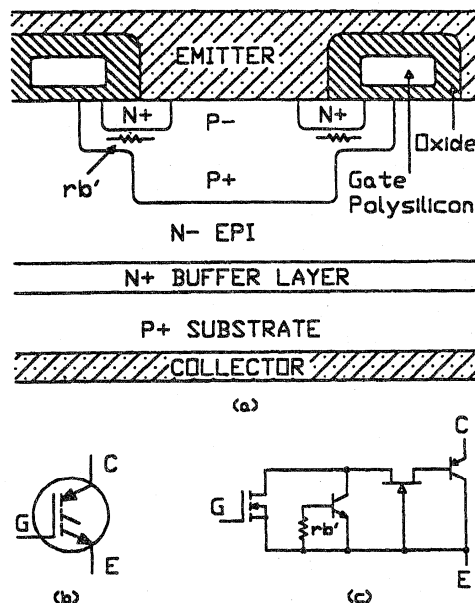 EMITTER
N+
P-
N+
Oxide
rb'
P+
Gate
Polysilicon
N- EPI
N+ BUFFER LAYER
P+ SUBSTRATE
COLLECTOR
(a)
C
C
G
G
rb'
E
E
(b)
(c)